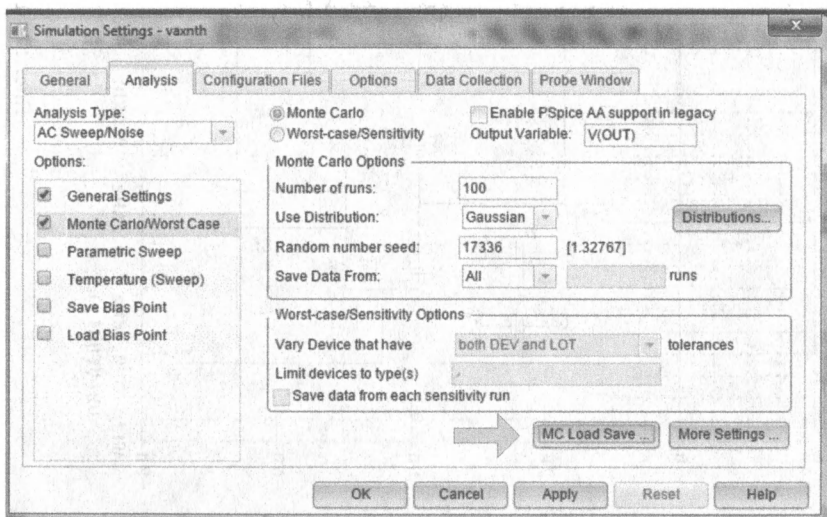 Simulation Settings - vaxnth
General Analysis Configuration Files Options Data Collection Probe Window
Analysis Type:
AC Sweep/Noise
Options:
General Settings
Monte Carlo/Worst Case
Parametric Sweep
Temperature (Sweep)
Save Bias Point
Load Bias Point
Monte Carlo
Enable PSpice AA support in legacy
Worst-case/Sensitivity
Output Variable: V(OUT)
Monte Carlo Options
Number of runs: 100
Use Distribution: Gaussian Distributions...
Random number seed: 17336 [1.32767]
Save Data From: All runs
Worst-case/Sensitivity Options
Vary Device that have both DEV and LOT tolerances
Limit devices to type(s)
Save data from each sensitivity run
MC Load Save ... More Settings ...
OK Cancel Apply Reset Help